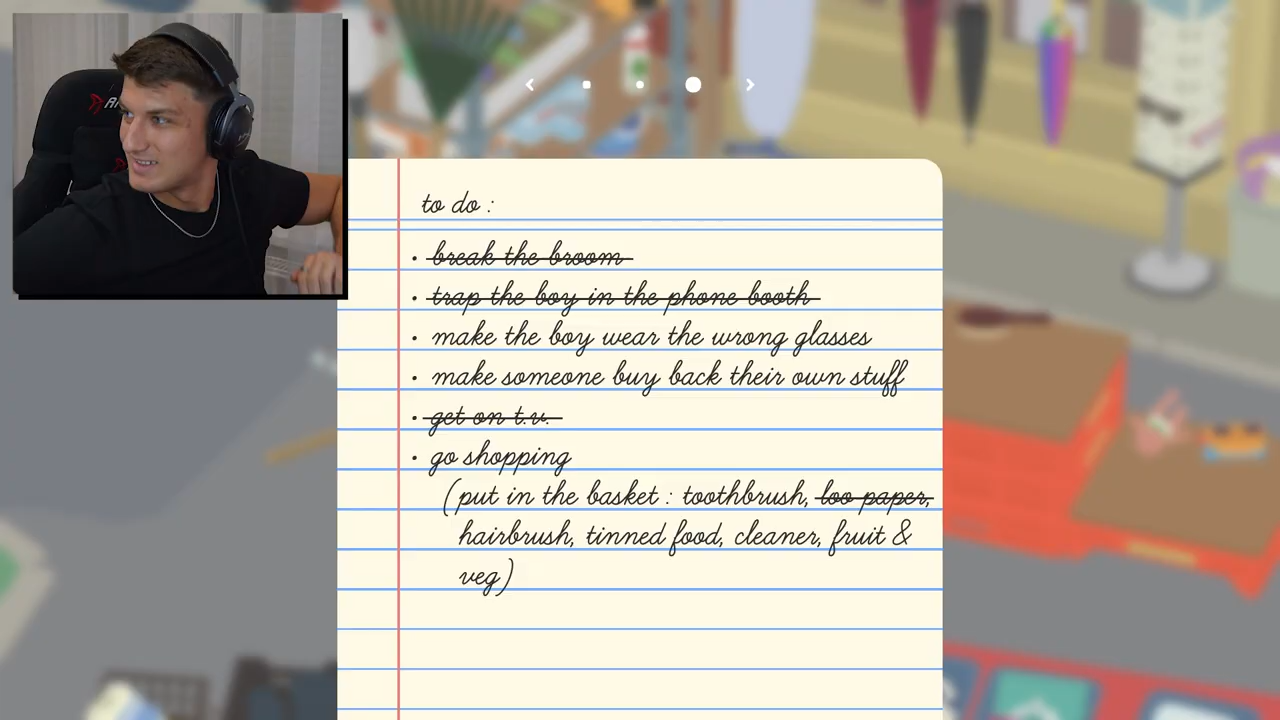 to do :
• break the broom
• trap the boy in the phone booth
• make the boy wear the wrong glasses
• make someone buy back their own stuff
• get on t.v.
• go shopping
(put in the basket : toothbrush, loo paper,
hairbrush, tinned food, cleaner, fruit &
veg)